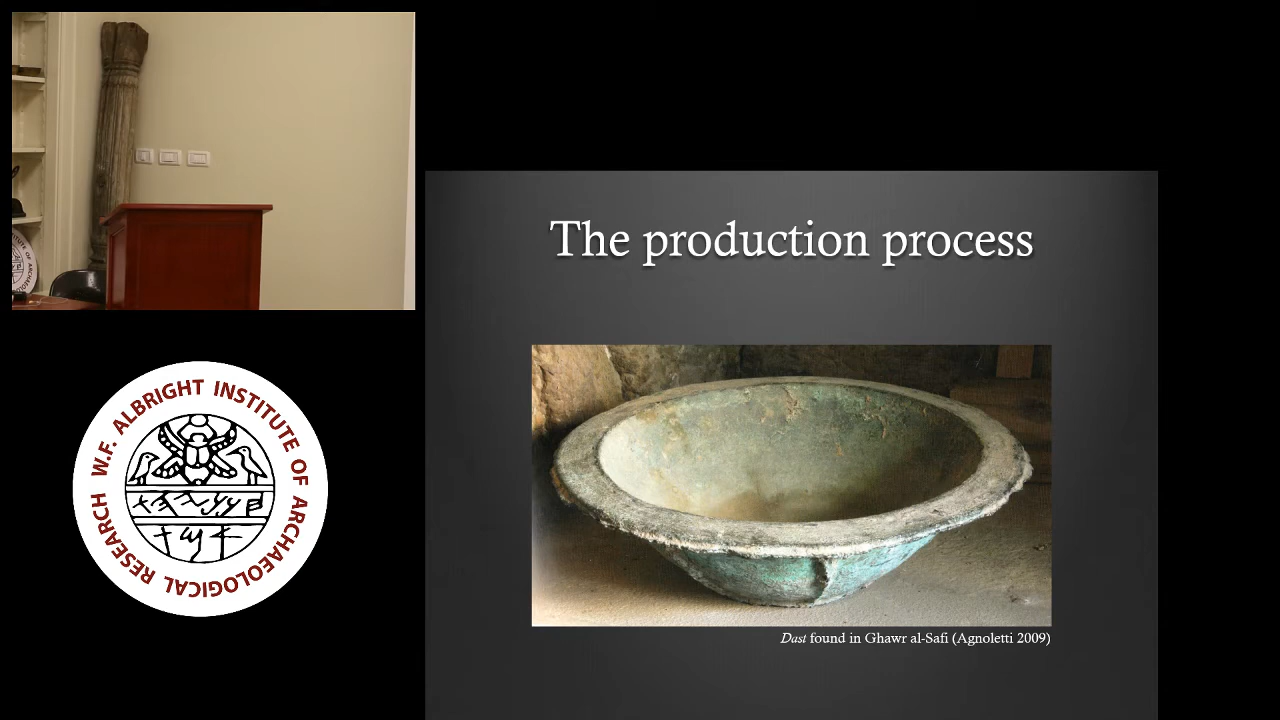 The production process
Dast found in Ghawr al-Safi (Agnoletti 2009)
W.F. ALBRIGHT INSTITUTE OF ARCHAEOLOGICAL RESEARCH